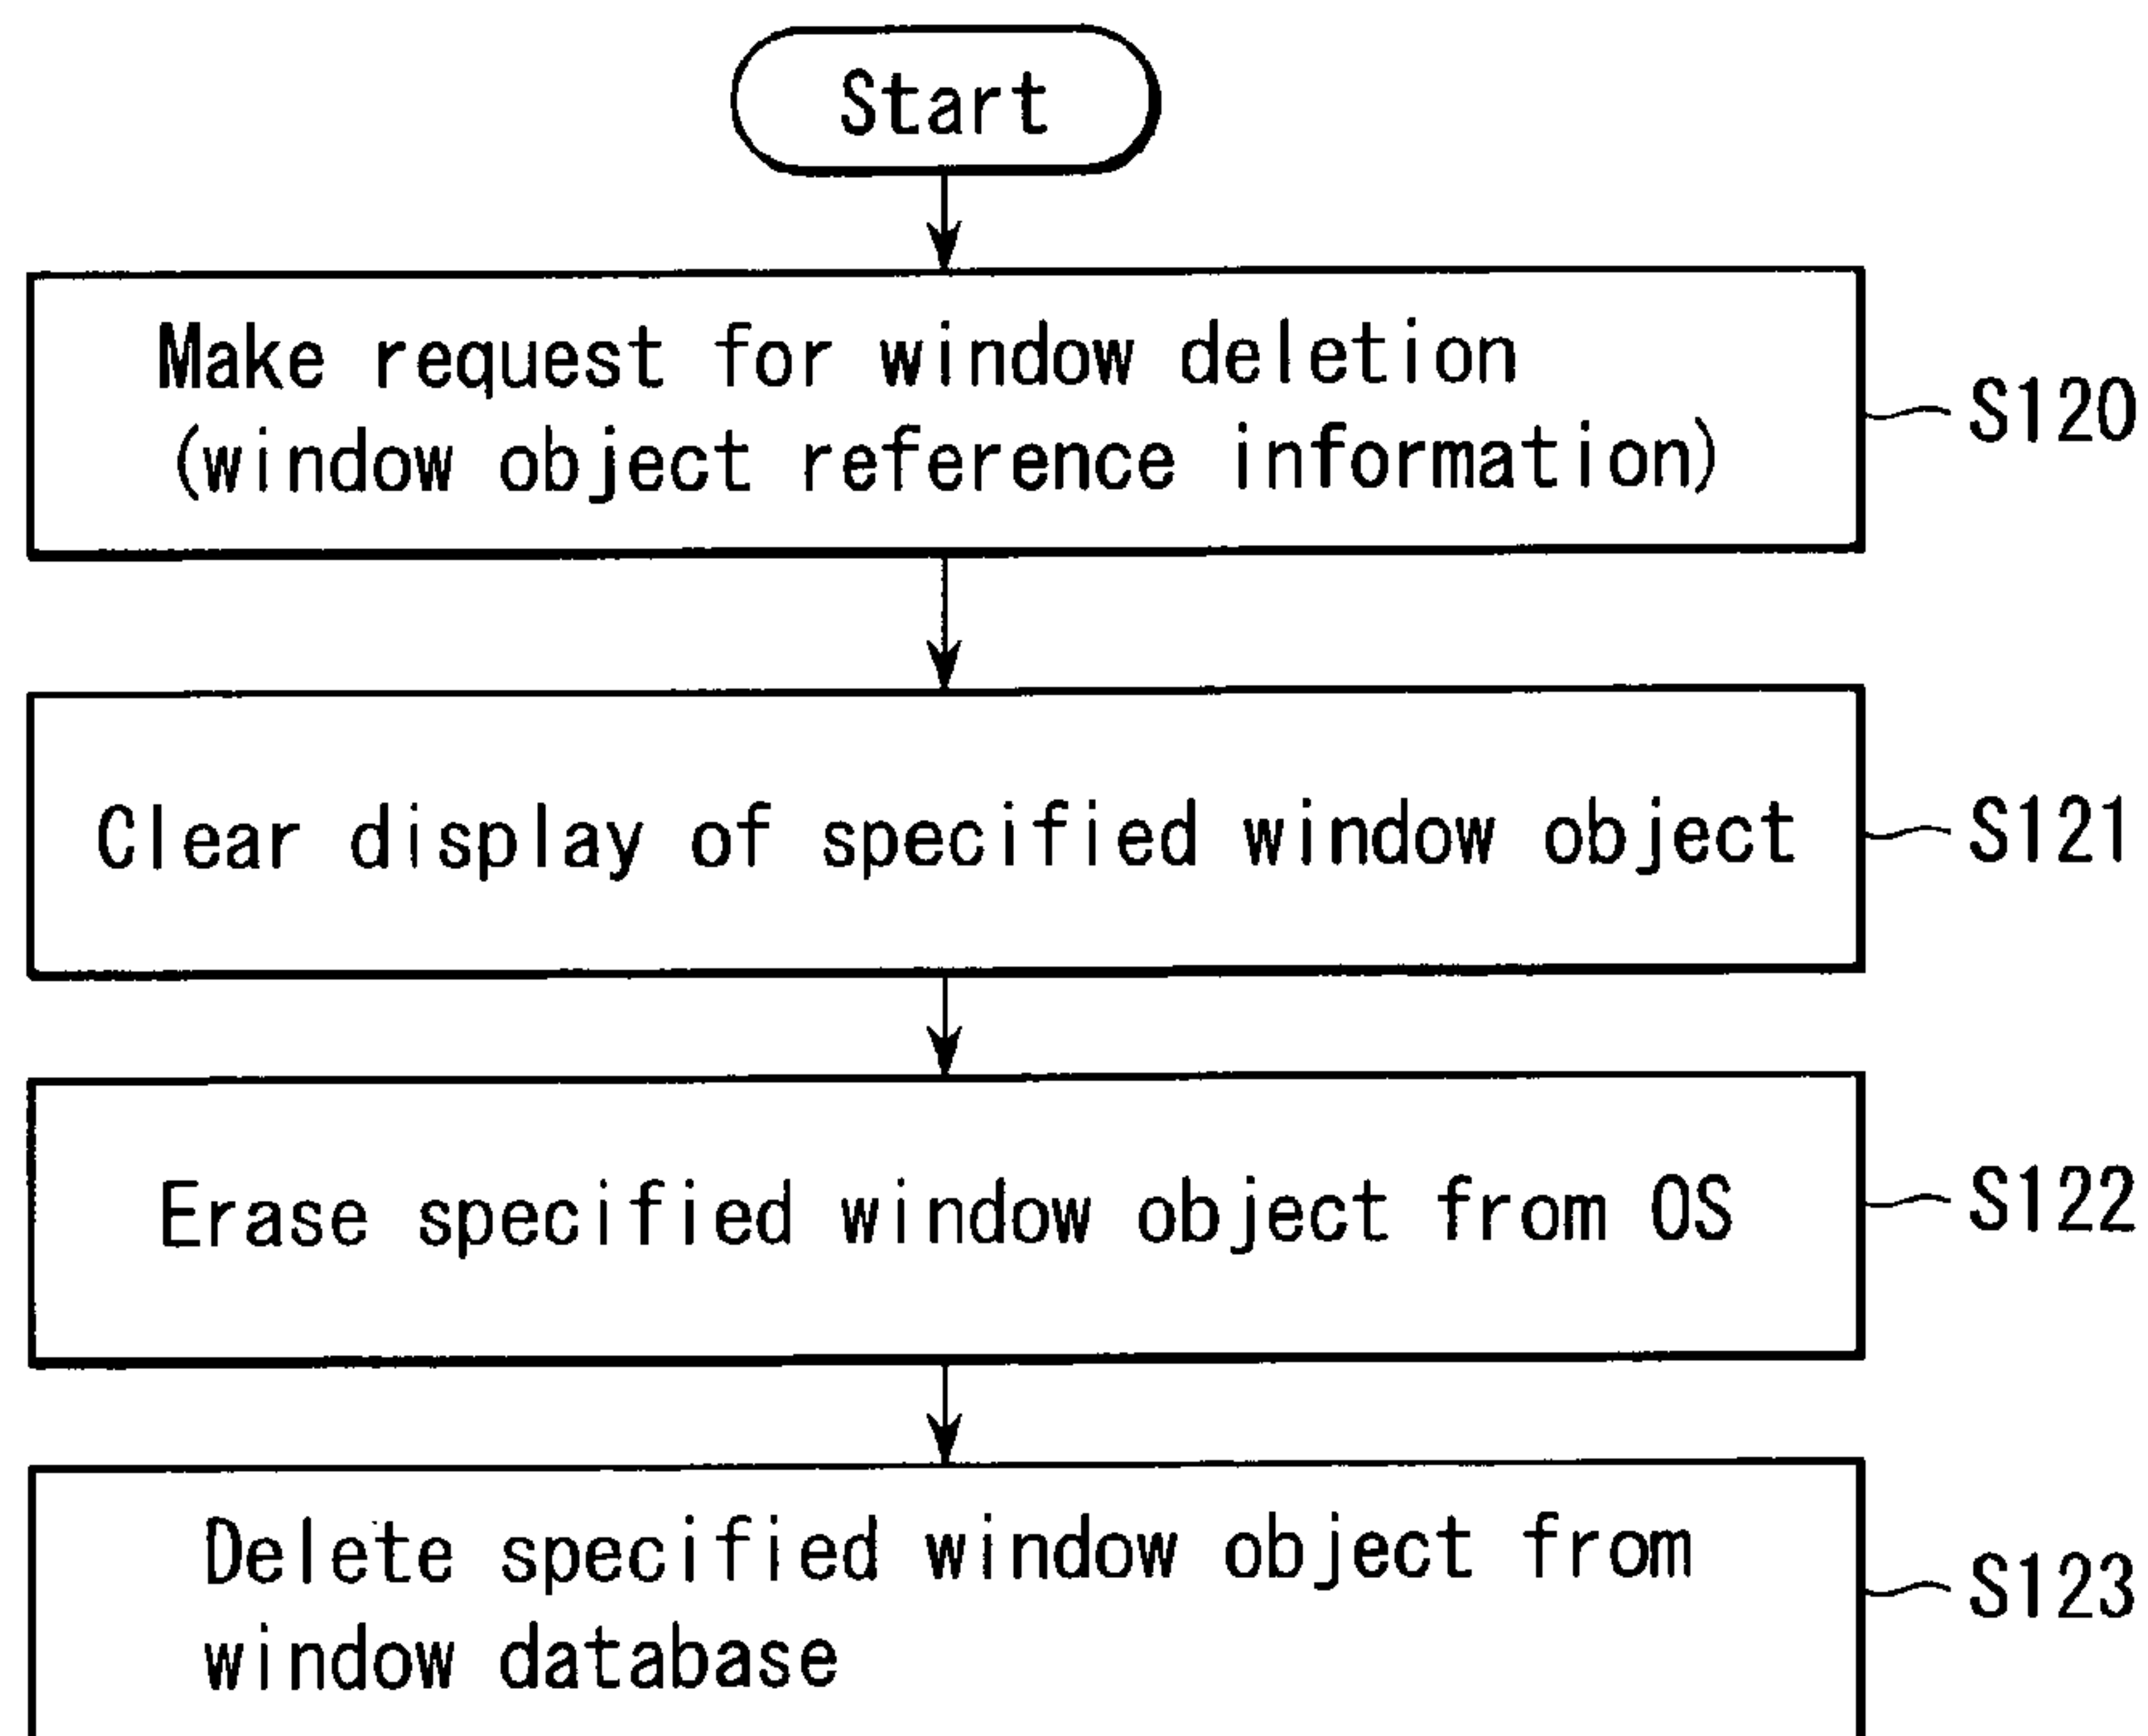 Start
Make request for window deletion
(window object reference information)
S120
Clear display of specified window object
S121
Erase specified window object from OS
S122
Delete specified window object from
window database
S123